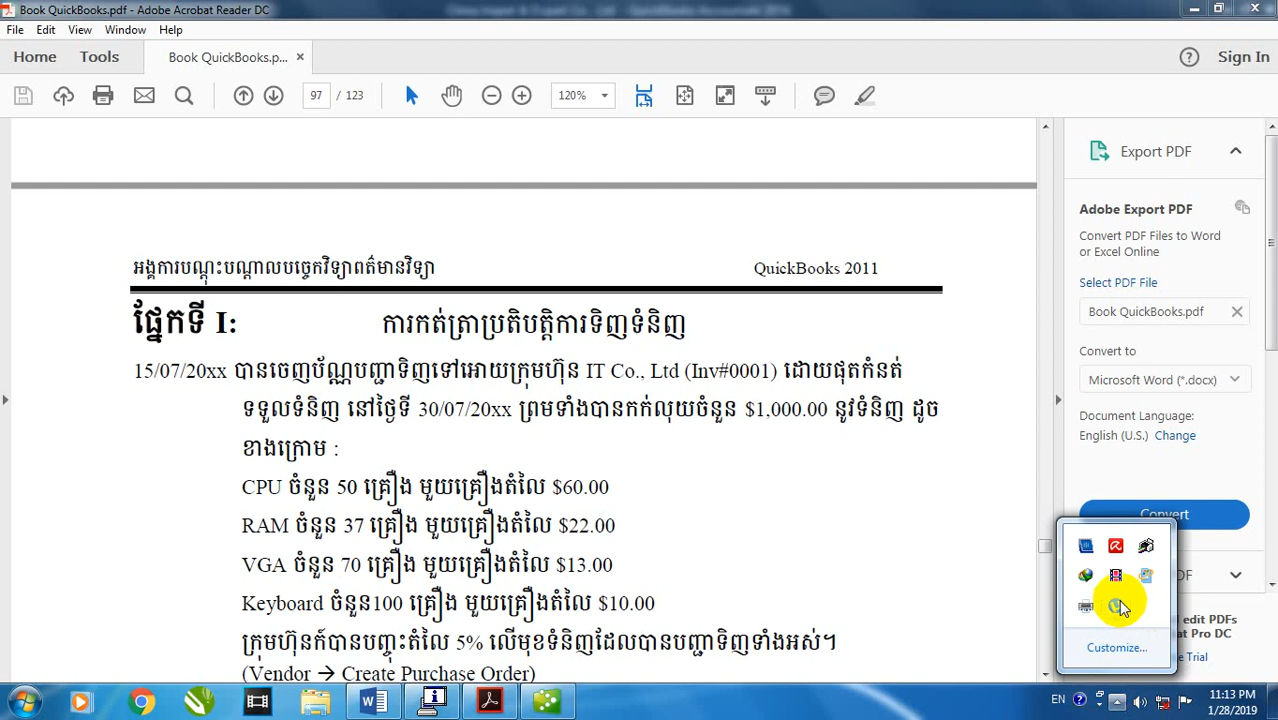 Book QuickBooks.pdf - Adobe Acrobat Reader DC
File Edit View Window Help
Home Tools Book QuickBooks.p... × Sign In
97 / 123 120%
Export PDF
Adobe Export PDF
Convert PDF Files to Word
or Excel Online
Select PDF File
Book QuickBooks.pdf
Convert to
Microsoft Word (*.docx)
Document Language:
English (U.S.) Change
Convert
PDF
edit PDFs
at Pro DC
e Trial
អង្គការបណ្តុះបណ្តាលបច្ចេកវិទ្យាពត៌មានវិទ្យា QuickBooks 2011
ផ្នែកទី I: ការកត់ត្រាប្រតិបត្តិការទិញទំនិញ
15/07/20xx បានចេញប័ណ្ណបញ្ជាទិញទៅអោយក្រុមហ៊ុន IT Co., Ltd (Inv#0001) ដោយផុតកំនត់
ទទួលទំនិញ នៅថ្ងៃទី 30/07/20xx ព្រមទាំងបានកក់លុយចំនួន $1,000.00 នូវទំនិញ ដូច
ខាងក្រោម :
CPU ចំនួន 50 គ្រឿង មួយគ្រឿងតំលៃ $60.00
RAM ចំនួន 37 គ្រឿង មួយគ្រឿងតំលៃ $22.00
VGA ចំនួន 70 គ្រឿង មួយគ្រឿងតំលៃ $13.00
Keyboard ចំនួន100 គ្រឿង មួយគ្រឿងតំលៃ $10.00
ក្រុមហ៊ុនក៍បានបញ្ចុះតំលៃ 5% លើមុខទំនិញដែលបានបញ្ជាទិញទាំងអស់។
(Vendor → Create Purchase Order)
Customize...
EN 11:13 PM
1/28/2019